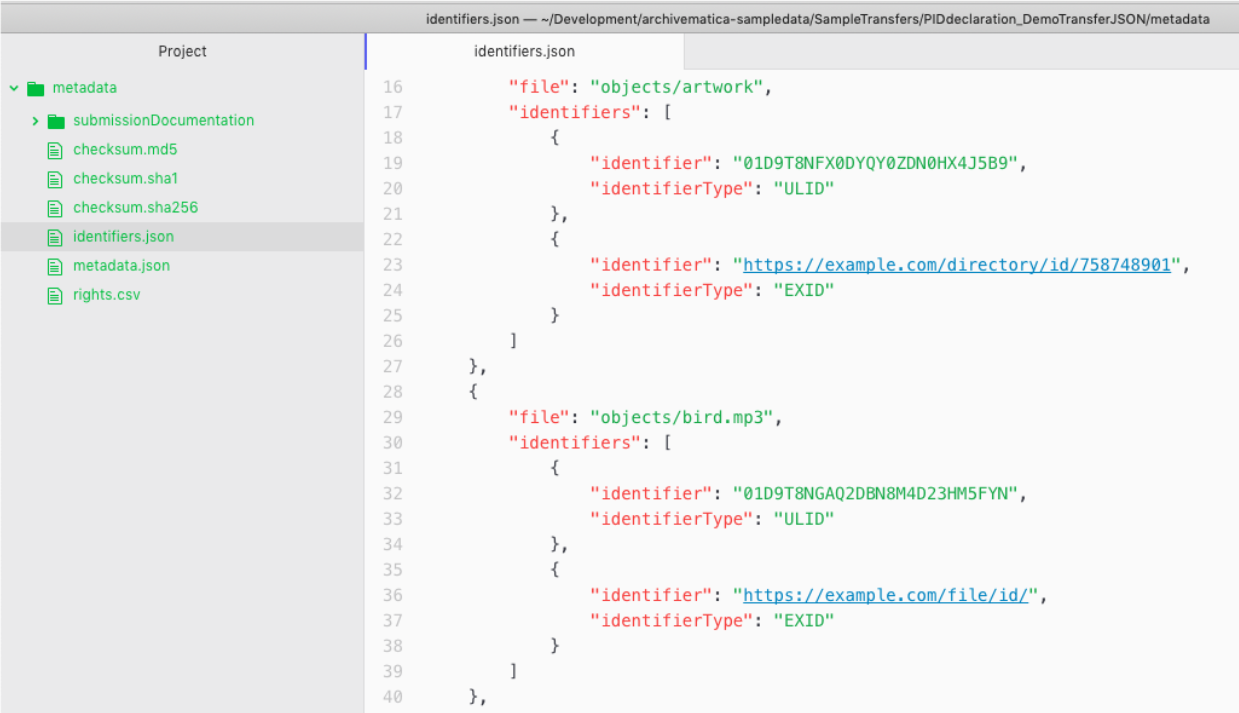 identifiers.json — ~/Development/archivematica-sampledata/SampleTransfers/PIDdeclaration_DemoTransferJSON/metadata
Project
metadata
submissionDocumentation
checksum.md5
checksum.sha1
checksum.sha256
identifiers.json
metadata.json
rights.csv
identifiers.json
16 "file": "objects/artwork",
17 "identifiers": [
18 {
19 "identifier": "01D9T8NFX0DYQY0ZDN0HX4J5B9",
20 "identifierType": "ULID"
21 },
22 {
23 "identifier": "https://example.com/directory/id/758748901",
24 "identifierType": "EXID"
25 }
26 ]
27 },
28 {
29 "file": "objects/bird.mp3",
30 "identifiers": [
31 {
32 "identifier": "01D9T8NGAQ2DBN8M4D23HM5FYN",
33 "identifierType": "ULID"
34 },
35 {
36 "identifier": "https://example.com/file/id/",
37 "identifierType": "EXID"
38 }
39 ]
40 },